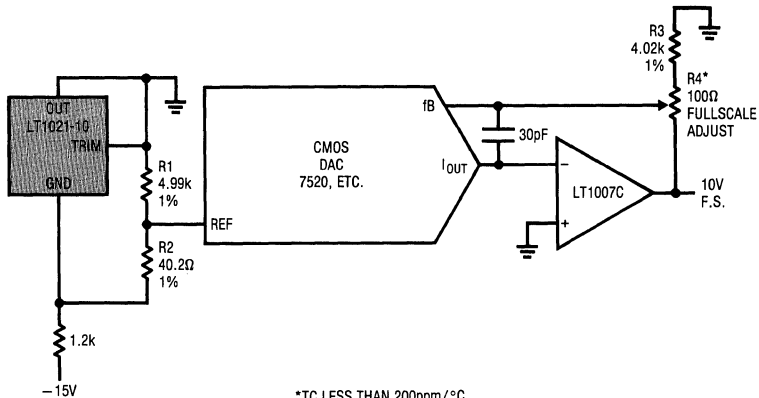 OUT
LT1021-10
TRIM
GND
R1
4.99k
1%
R2
40.2Ω
1%
1.2k
−15V
REF
CMOS
DAC
7520, ETC.
fB
IOUT
30pF
−
LT1007C
+
R3
4.02k
1%
R4*
100Ω
FULLSCALE
ADJUST
10V
F.S.
*TC LESS THAN 200ppm/°C